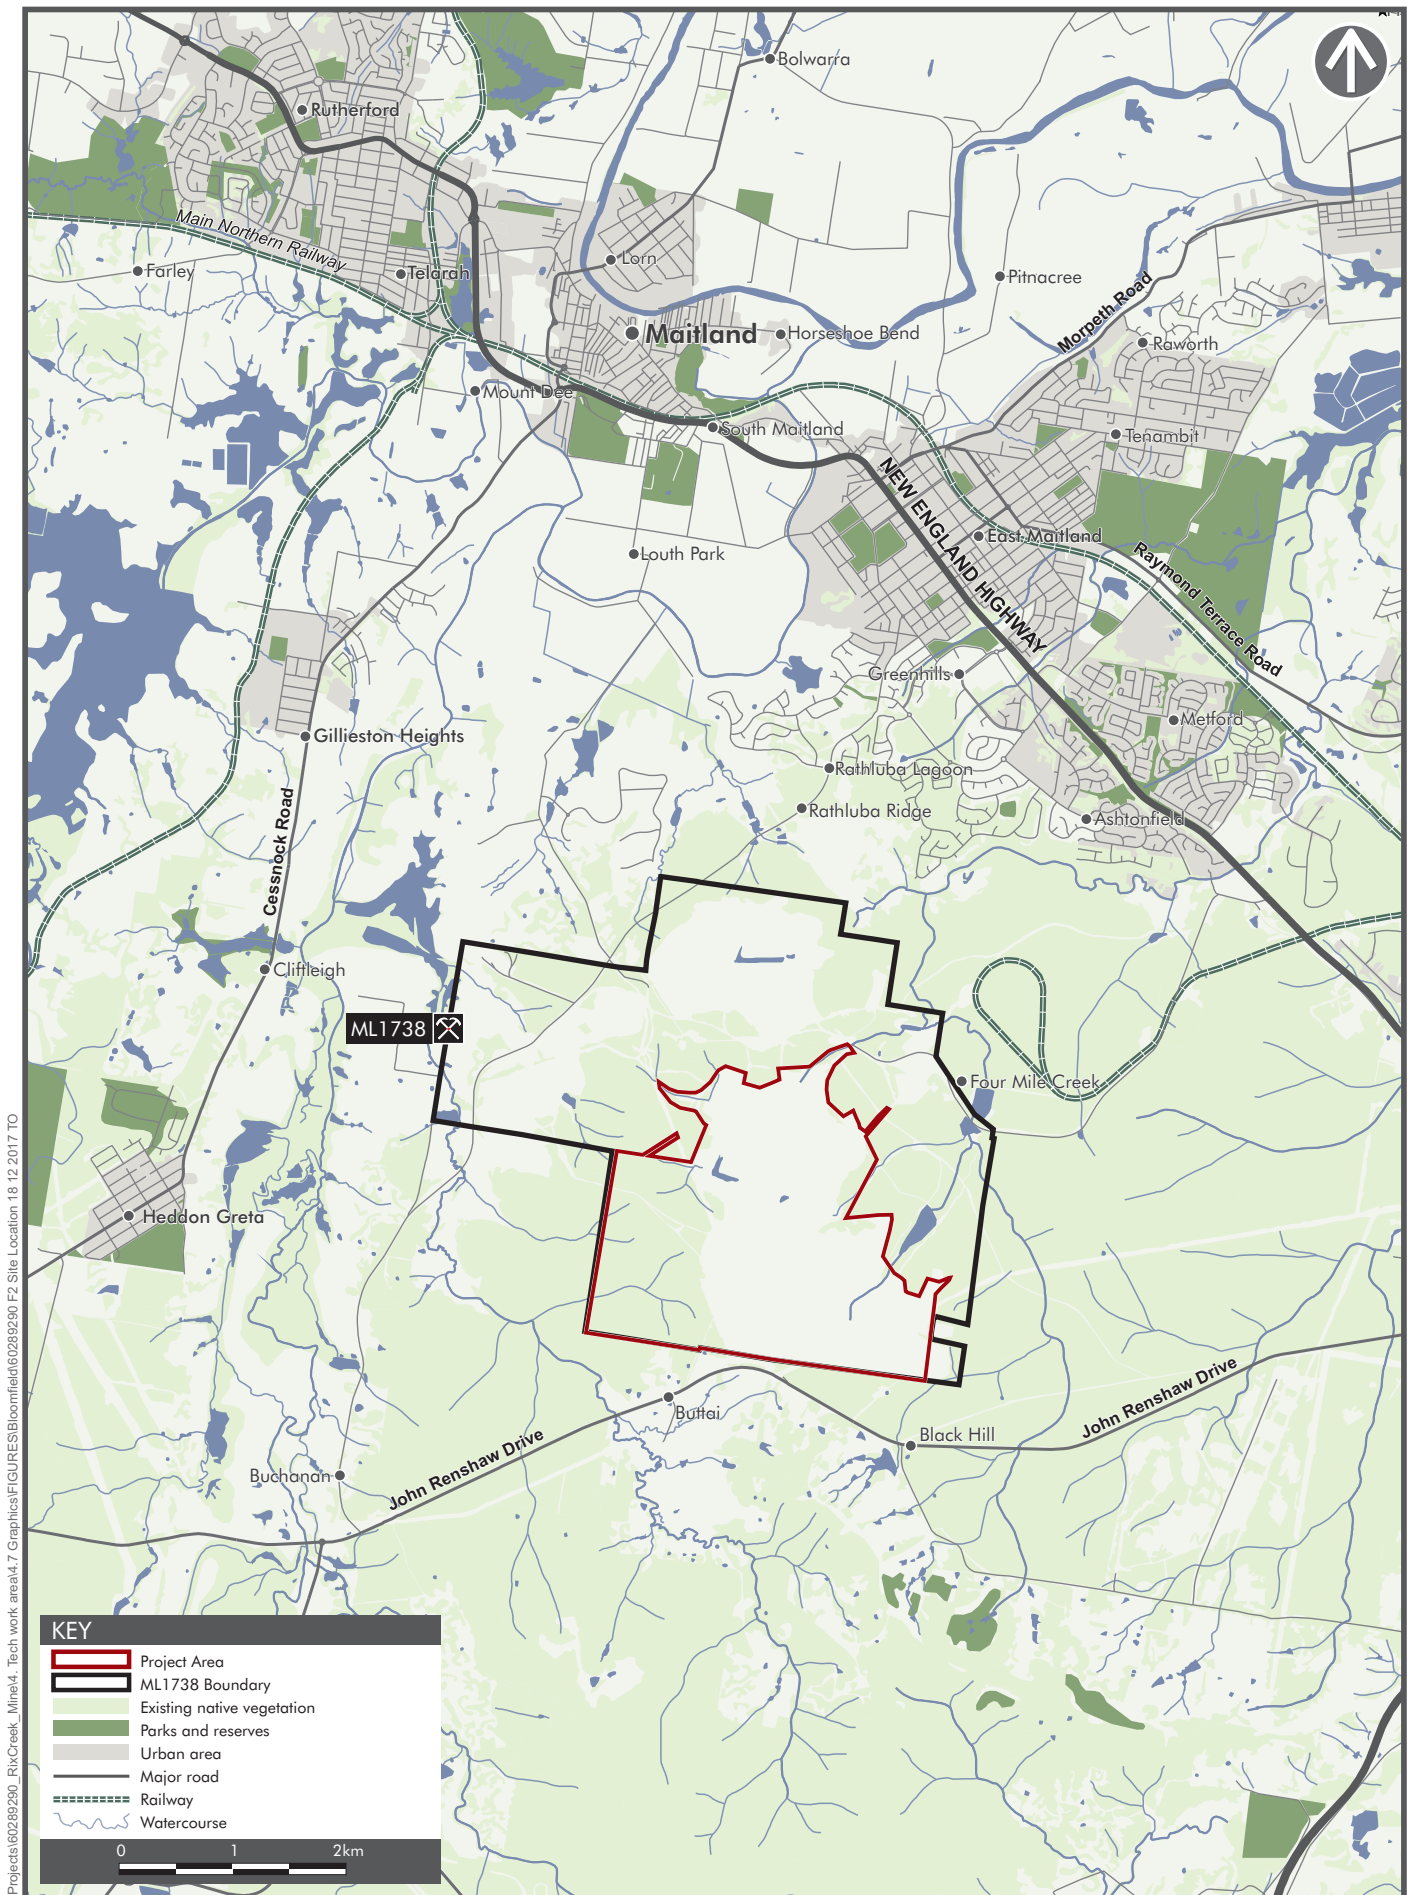 Bolwarra
Rutherford
Main Northern Railway
Farley
Telarah
Lorn
Pitnacree
Morpeth Road
Maitland
Horseshoe Bend
Raworth
Mount Dee
South Maitland
Tenambit
NEW ENGLAND HIGHWAY
East Maitland
Louth Park
Raymond Terrace Road
Greenhills
Metford
Gillieston Heights
Rathluba Lagoon
Rathluba Ridge
Ashtonfield
Cessnock Road
Cliftleigh
ML1738
Four Mile Creek
Heddon Greta
Buttai
John Renshaw Drive
Black Hill
John Renshaw Drive
Buchanan
KEY
Project Area
ML1738 Boundary
Existing native vegetation
Parks and reserves
Urban area
Major road
Railway
Watercourse
0 1 2km
Projects\60289290_RixCreek_Mine\4. Tech work area\4.7 Graphics\FIGURES\Bloomfield\60289290 F2 Site Location 18 12 2017 TO